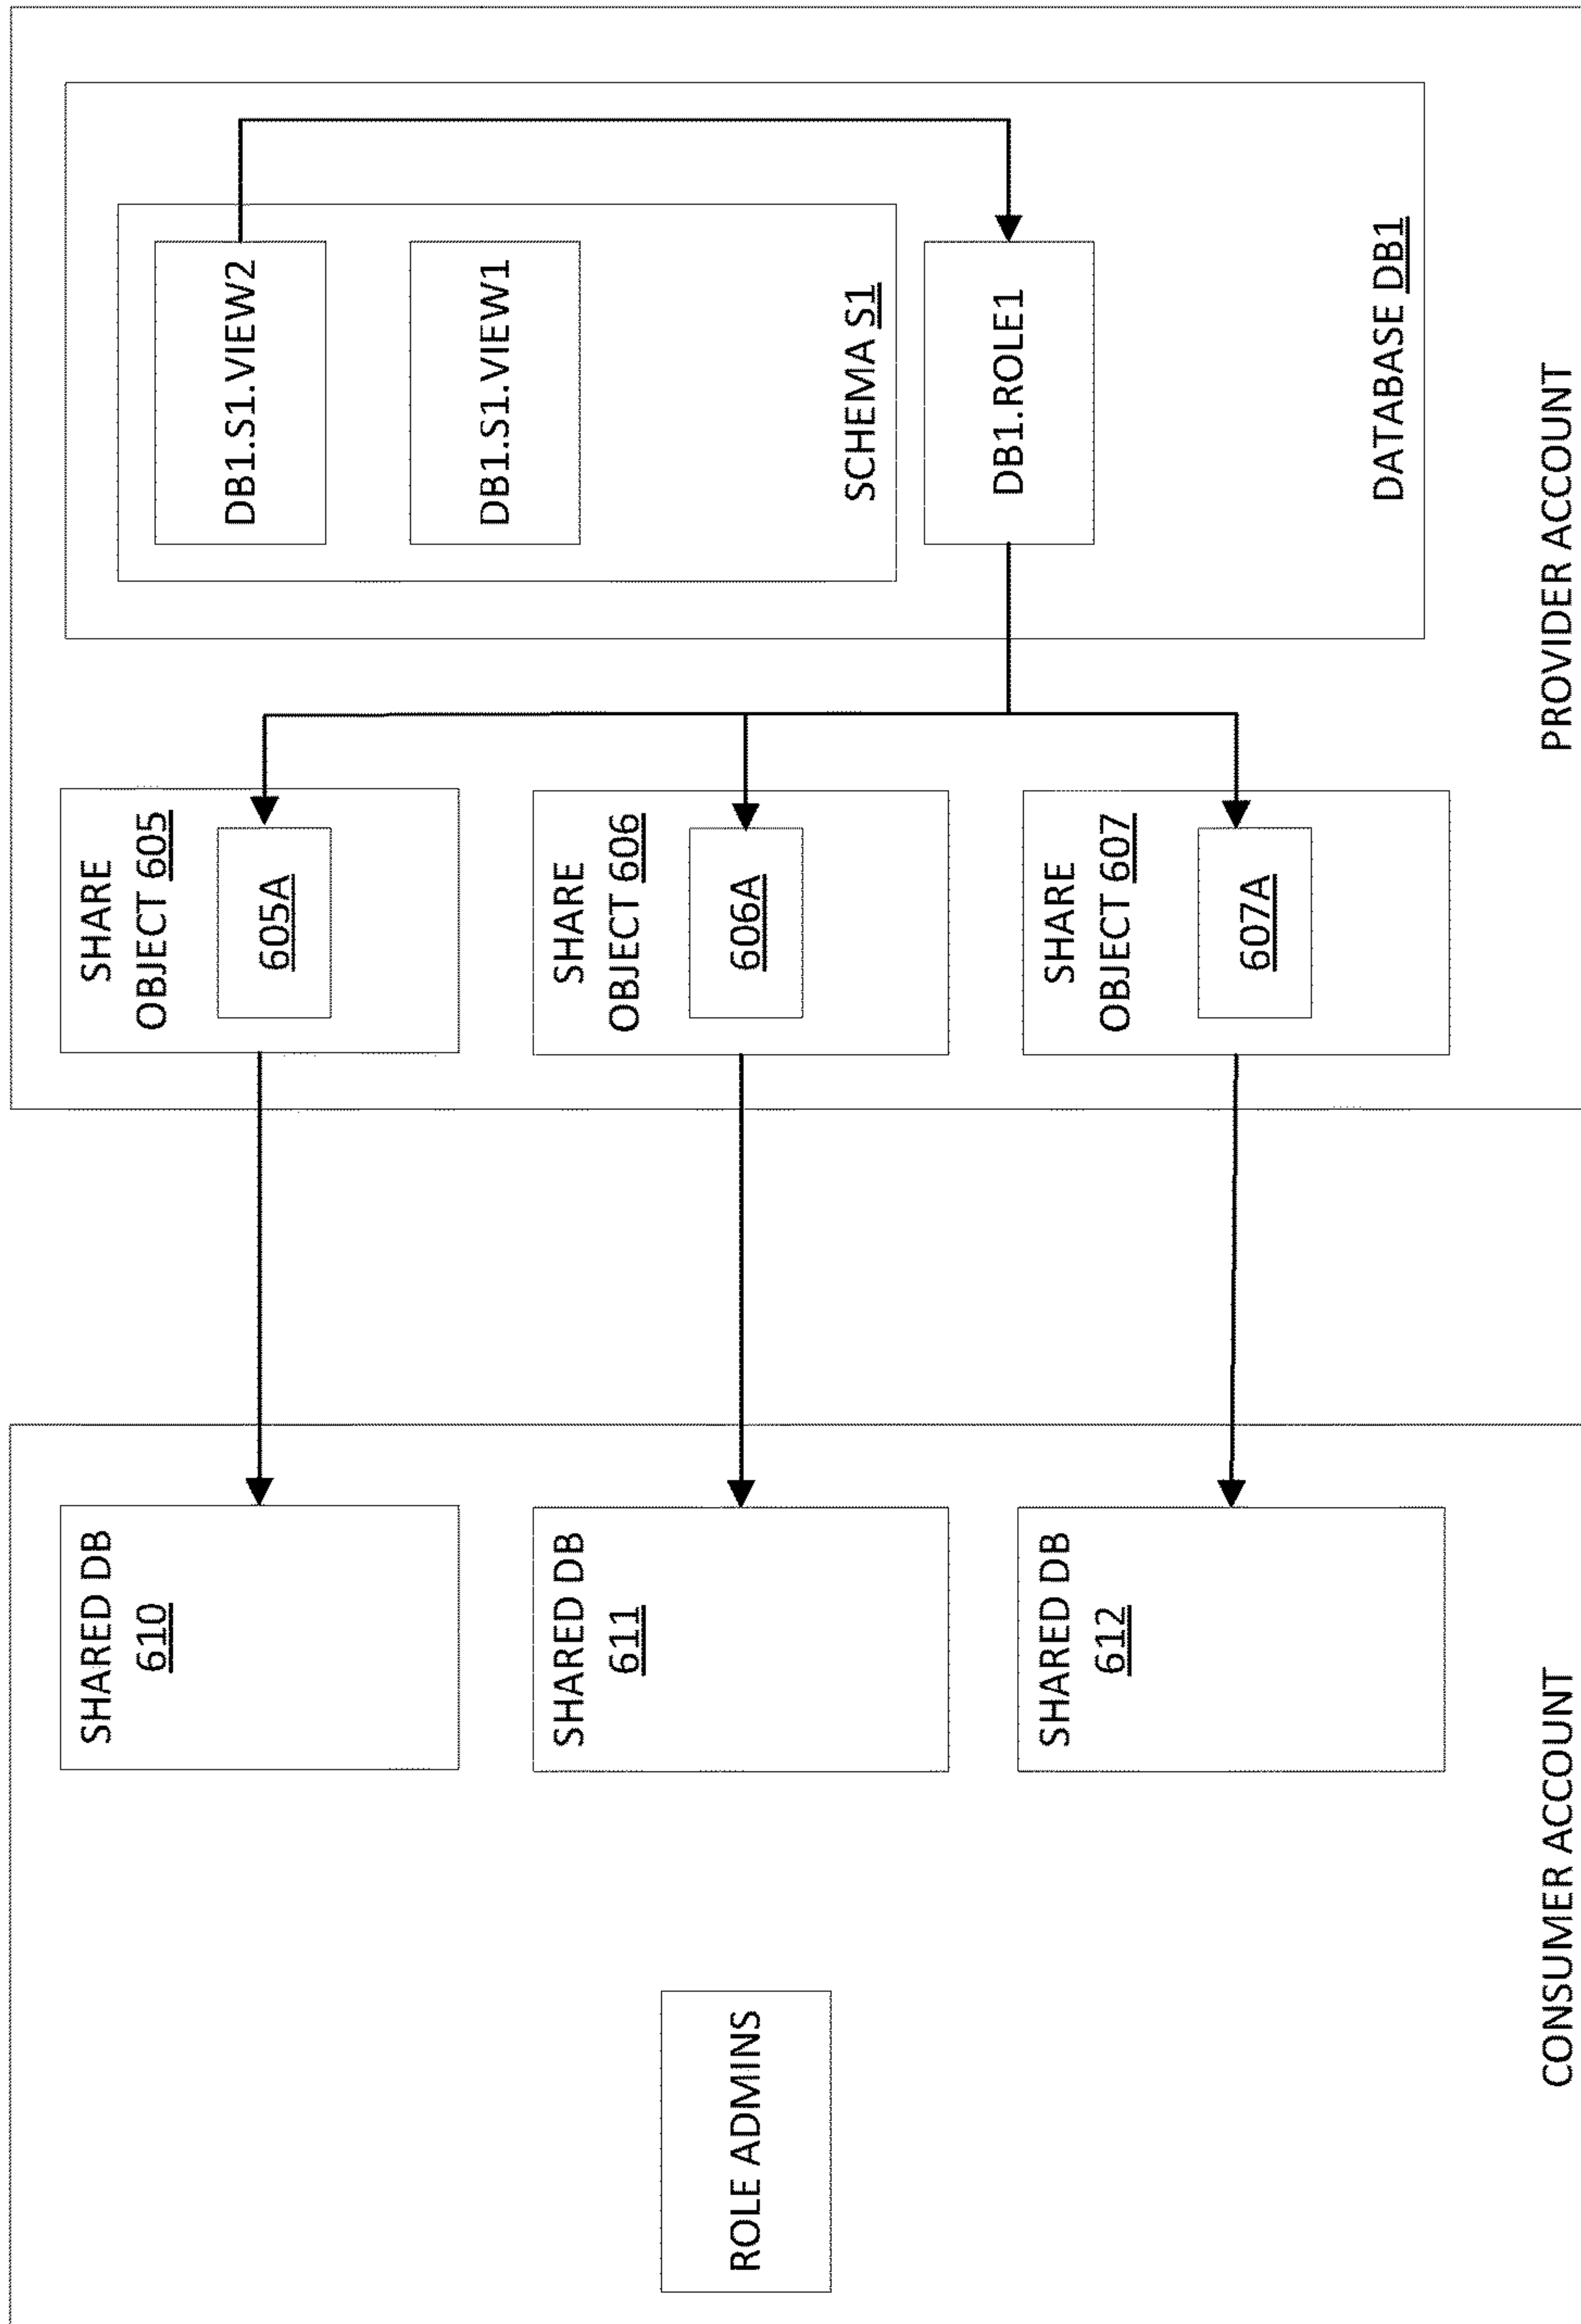 PROVIDER ACCOUNT
DATABASE DB1
SCHEMA S1
DB1.S1.VIEW2
DB1.S1.VIEW1
DB1.ROLE1
SHARE
OBJECT 605
605A
SHARE
OBJECT 606
606A
SHARE
OBJECT 607
607A
CONSUMER ACCOUNT
SHARED DB
610
SHARED DB
611
SHARED DB
612
ROLE ADMINS